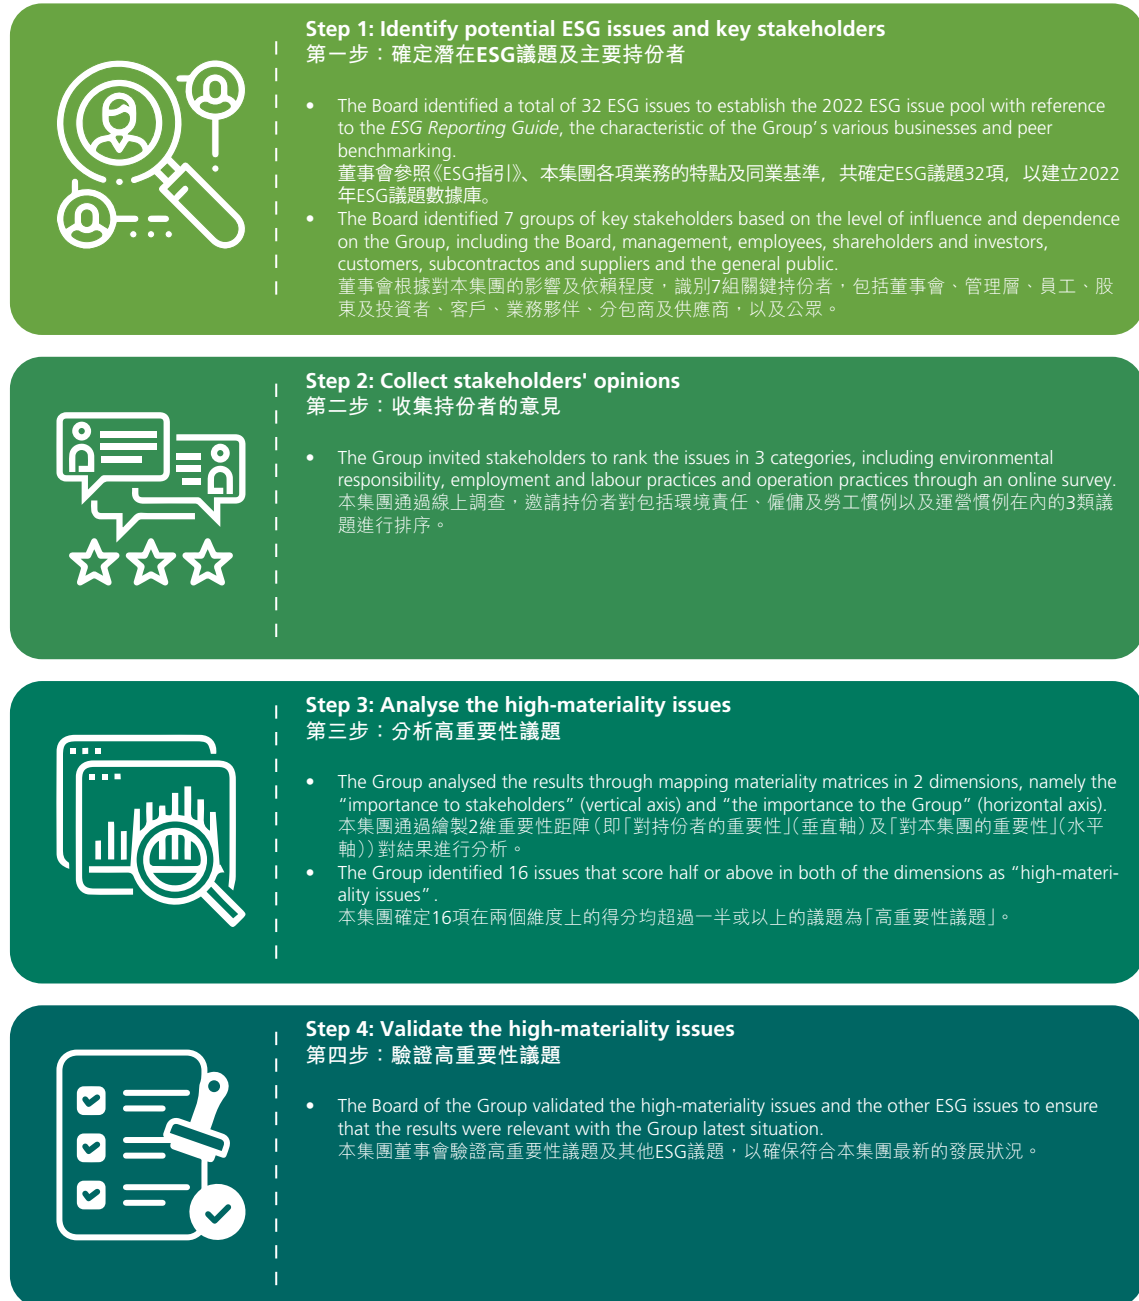 Step 1: Identify potential ESG issues and key stakeholders
第一步：確定潛在ESG議題及主要持份者
• The Board identified a total of 32 ESG issues to establish the 2022 ESG issue pool with reference
to the ESG Reporting Guide, the characteristic of the Group's various businesses and peer
benchmarking.
董事會參照《ESG指引》、本集團各項業務的特點及同業基準，共確定ESG議題32項，以建立2022
年ESG議題數據庫。
• The Board identified 7 groups of key stakeholders based on the level of influence and dependence
on the Group, including the Board, management, employees, shareholders and investors,
customers, subcontractos and suppliers and the general public.
董事會根據對本集團的影響及依賴程度，識別7組關鍵持份者，包括董事會、管理層、員工、股
東及投資者、客戶、業務夥伴、分包商及供應商，以及公眾。
Step 2: Collect stakeholders' opinions
第二步：收集持份者的意見
• The Group invited stakeholders to rank the issues in 3 categories, including environmental
responsibility, employment and labour practices and operation practices through an online survey.
本集團通過線上調查，邀請持份者對包括環境責任、僱傭及勞工慣例以及運營慣例在內的3類議
題進行排序。
Step 3: Analyse the high-materiality issues
第三步：分析高重要性議題
• The Group analysed the results through mapping materiality matrices in 2 dimensions, namely the
“importance to stakeholders” (vertical axis) and “the importance to the Group” (horizontal axis).
本集團通過繪製2維重要性距陣（即「對持份者的重要性」（垂直軸）及「對本集團的重要性」（水平
軸））對結果進行分析。
• The Group identified 16 issues that score half or above in both of the dimensions as “high-materi-
ality issues”.
本集團確定16項在兩個維度上的得分均超過一半或以上的議題為「高重要性議題」。
Step 4: Validate the high-materiality issues
第四步：驗證高重要性議題
• The Board of the Group validated the high-materiality issues and the other ESG issues to ensure
that the results were relevant with the Group latest situation.
本集團董事會驗證高重要性議題及其他ESG議題，以確保符合本集團最新的發展狀況。